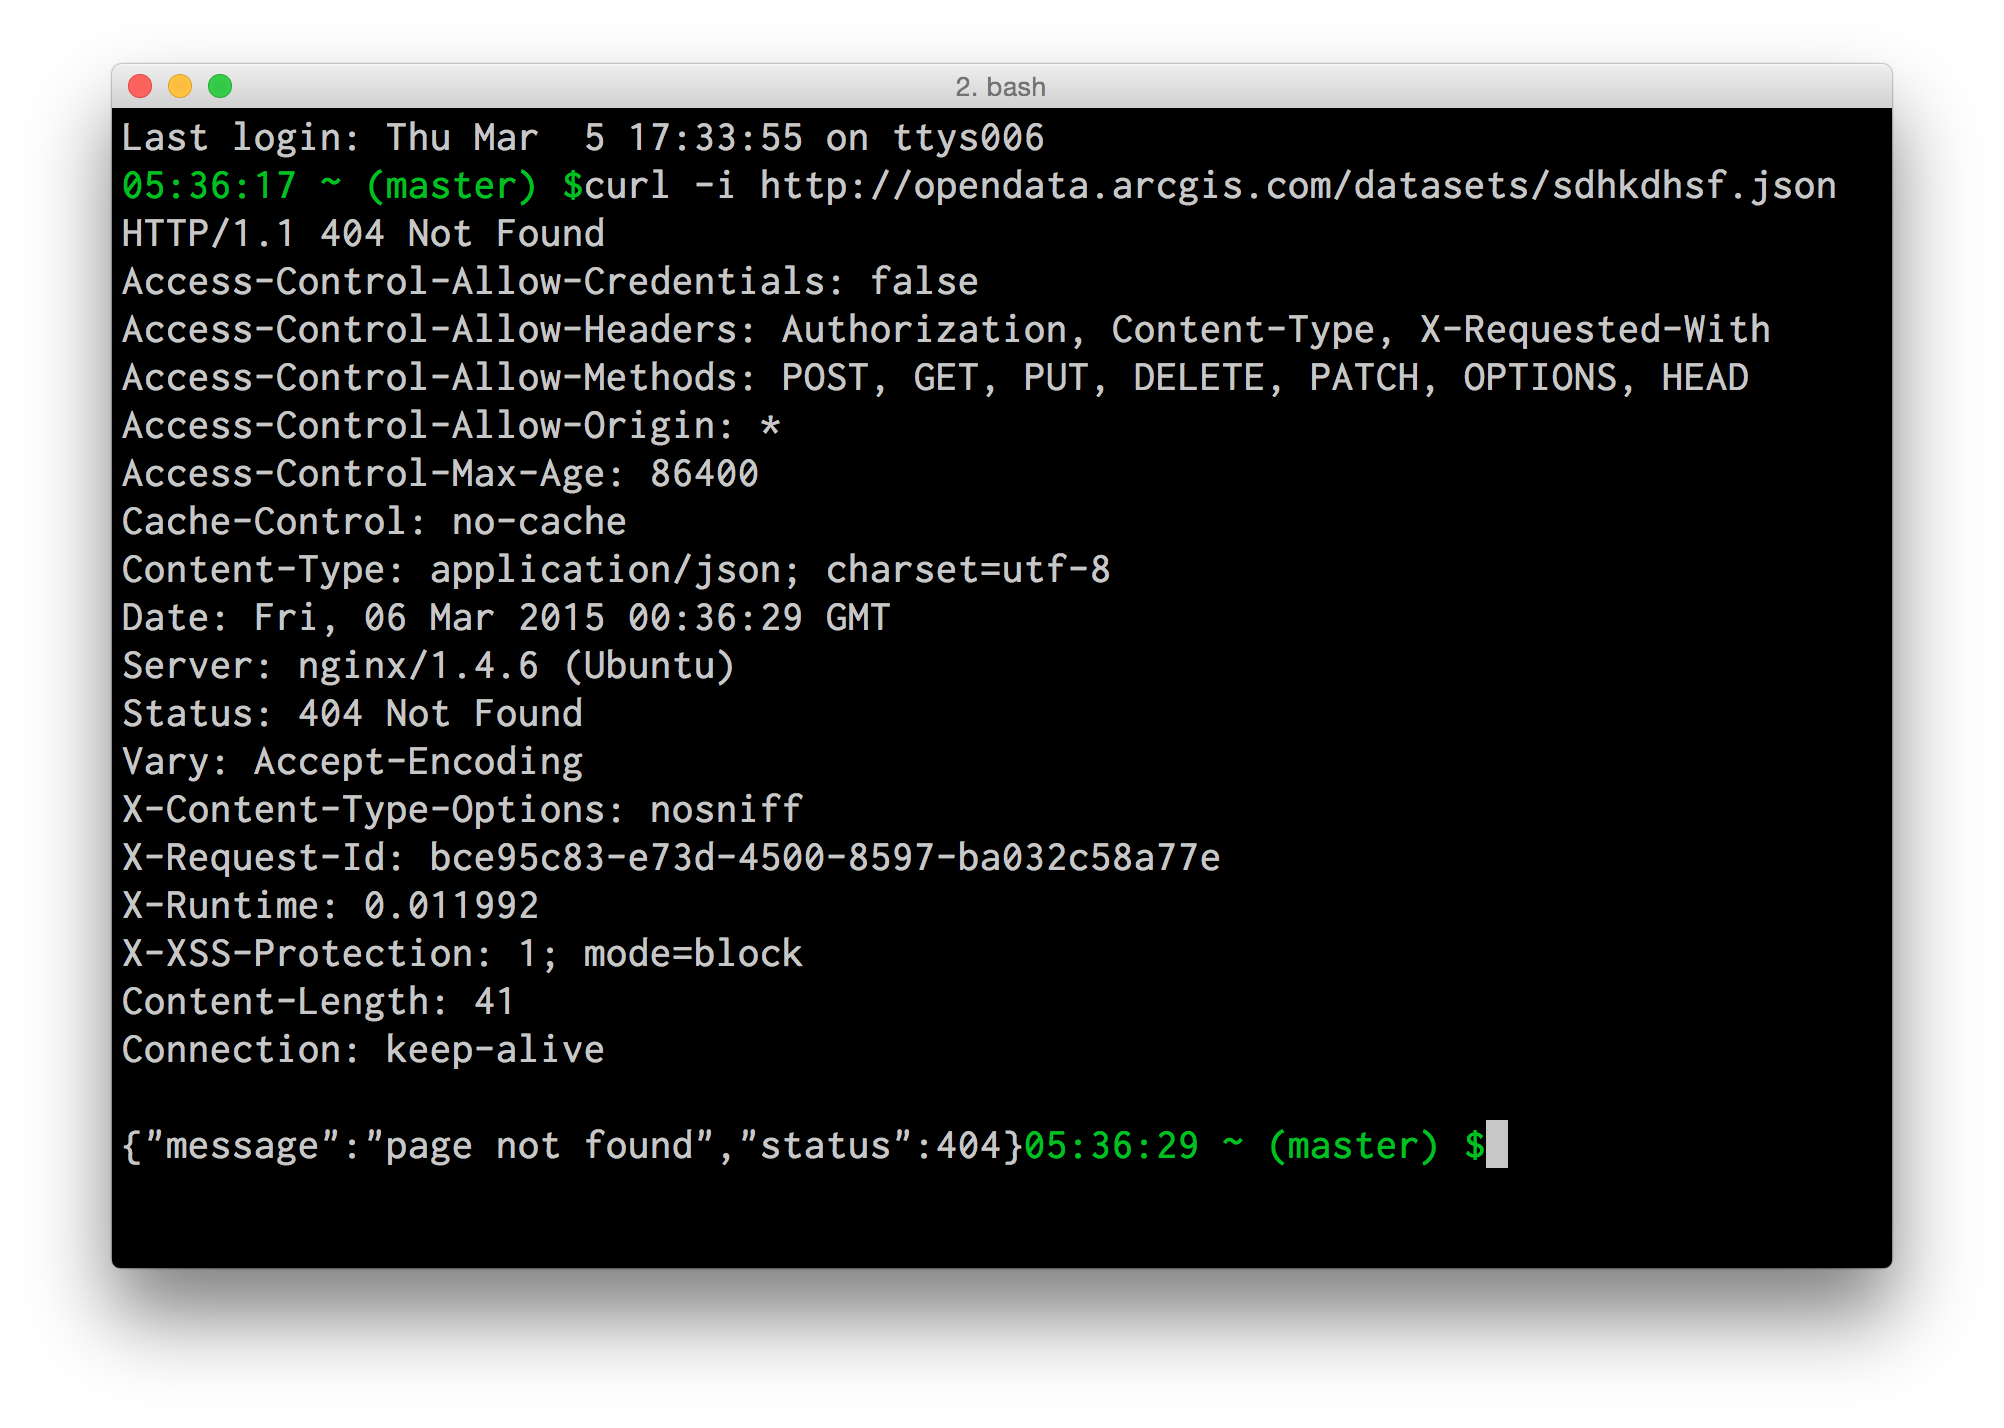 2. bash
Last login: Thu Mar  5 17:33:55 on ttys006
05:36:17 ~ (master) $curl -i http://opendata.arcgis.com/datasets/sdhkdhsf.json
HTTP/1.1 404 Not Found
Access-Control-Allow-Credentials: false
Access-Control-Allow-Headers: Authorization, Content-Type, X-Requested-With
Access-Control-Allow-Methods: POST, GET, PUT, DELETE, PATCH, OPTIONS, HEAD
Access-Control-Allow-Origin: *
Access-Control-Max-Age: 86400
Cache-Control: no-cache
Content-Type: application/json; charset=utf-8
Date: Fri, 06 Mar 2015 00:36:29 GMT
Server: nginx/1.4.6 (Ubuntu)
Status: 404 Not Found
Vary: Accept-Encoding
X-Content-Type-Options: nosniff
X-Request-Id: bce95c83-e73d-4500-8597-ba032c58a77e
X-Runtime: 0.011992
X-XSS-Protection: 1; mode=block
Content-Length: 41
Connection: keep-alive

{"message":"page not found","status":404}05:36:29 ~ (master) $